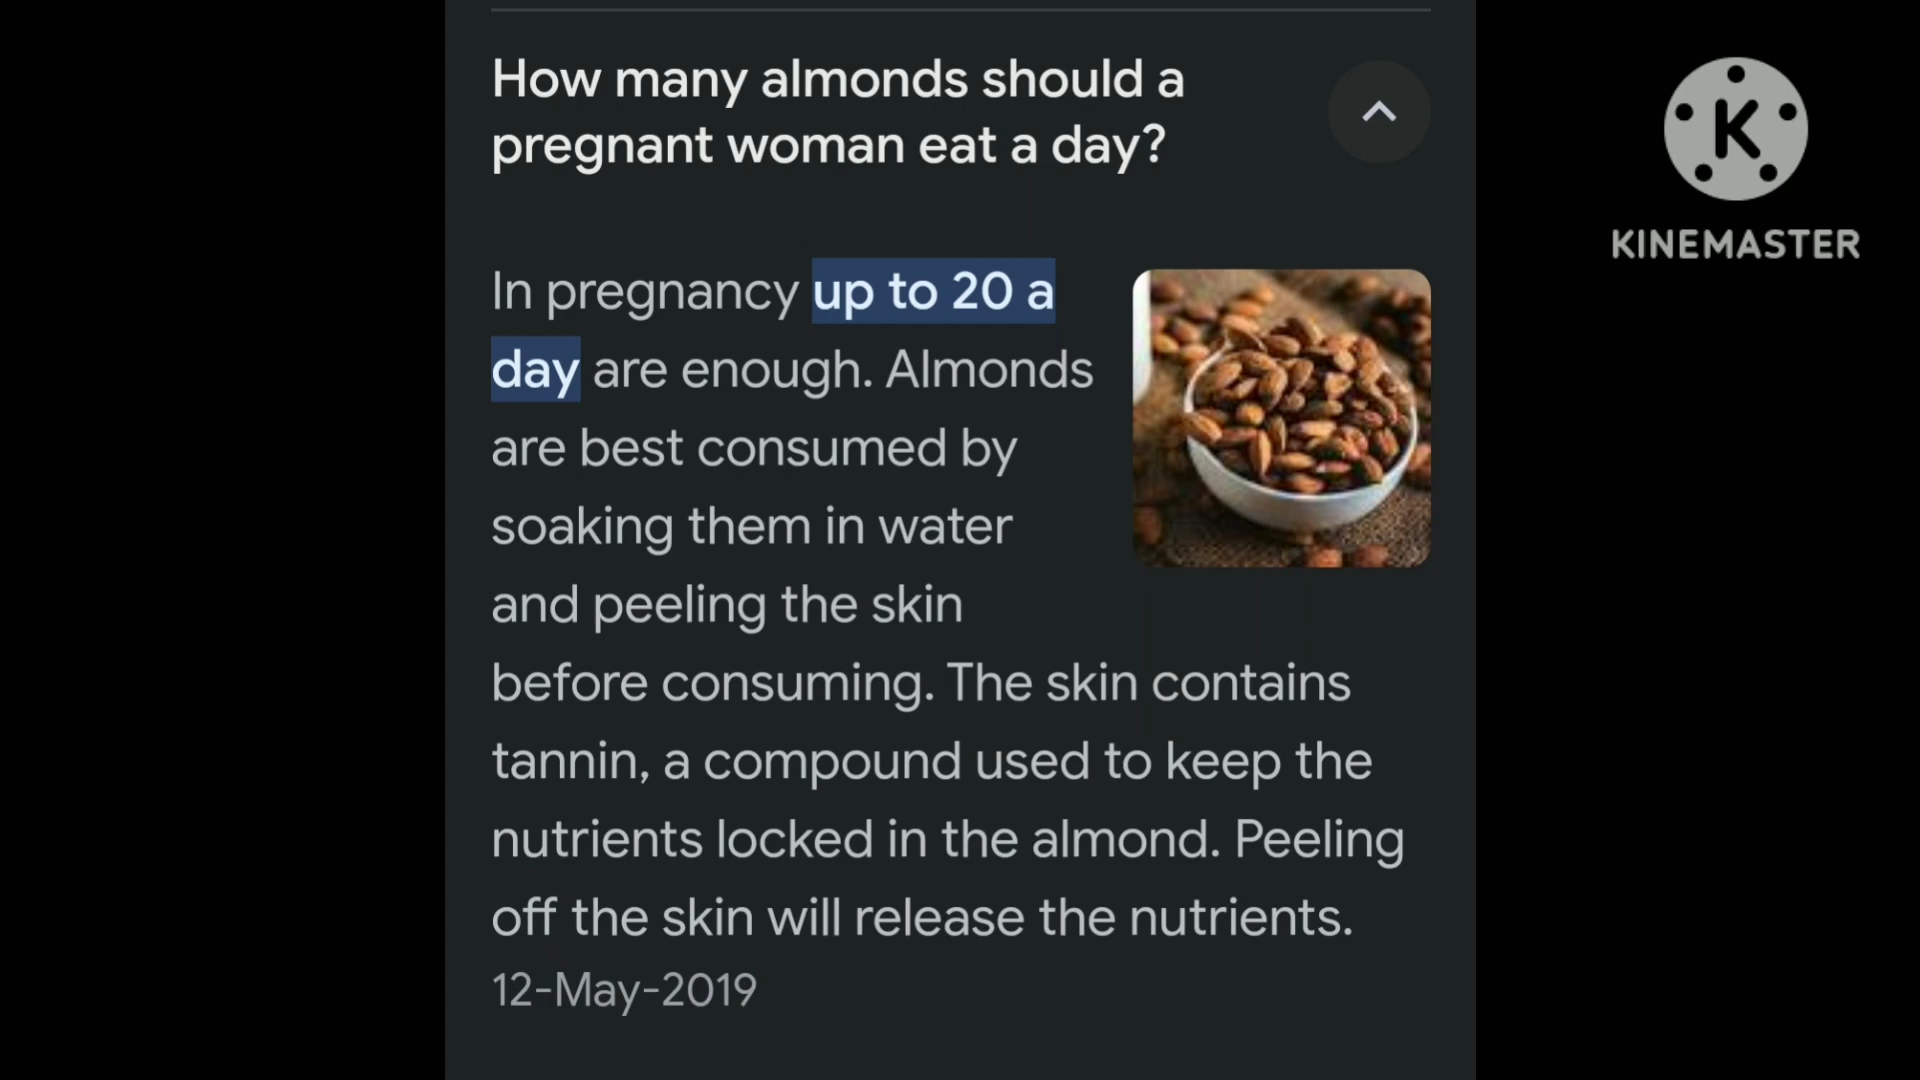 How many almonds should a
pregnant woman eat a day?
In pregnancy up to 20 a
day are enough. Almonds
are best consumed by
soaking them in water
and peeling the skin
before consuming. The skin contains
tannin, a compound used to keep the
nutrients locked in the almond. Peeling
off the skin will release the nutrients.
12-May-2019
K
KINEMASTER